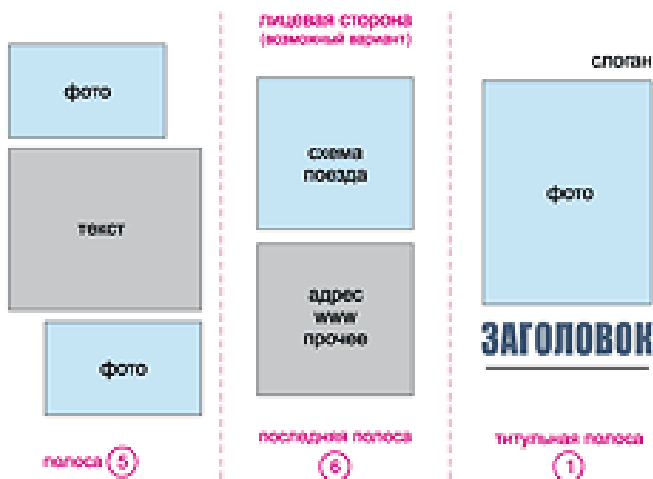 лицевая сторона
(возможный вариант)
фото
текст
фото
полоса 5
схема
поезда
адрес
www
прочее
последняя полоса
6
слоган
фото
ЗАГОЛОВОК
титульная полоса
1